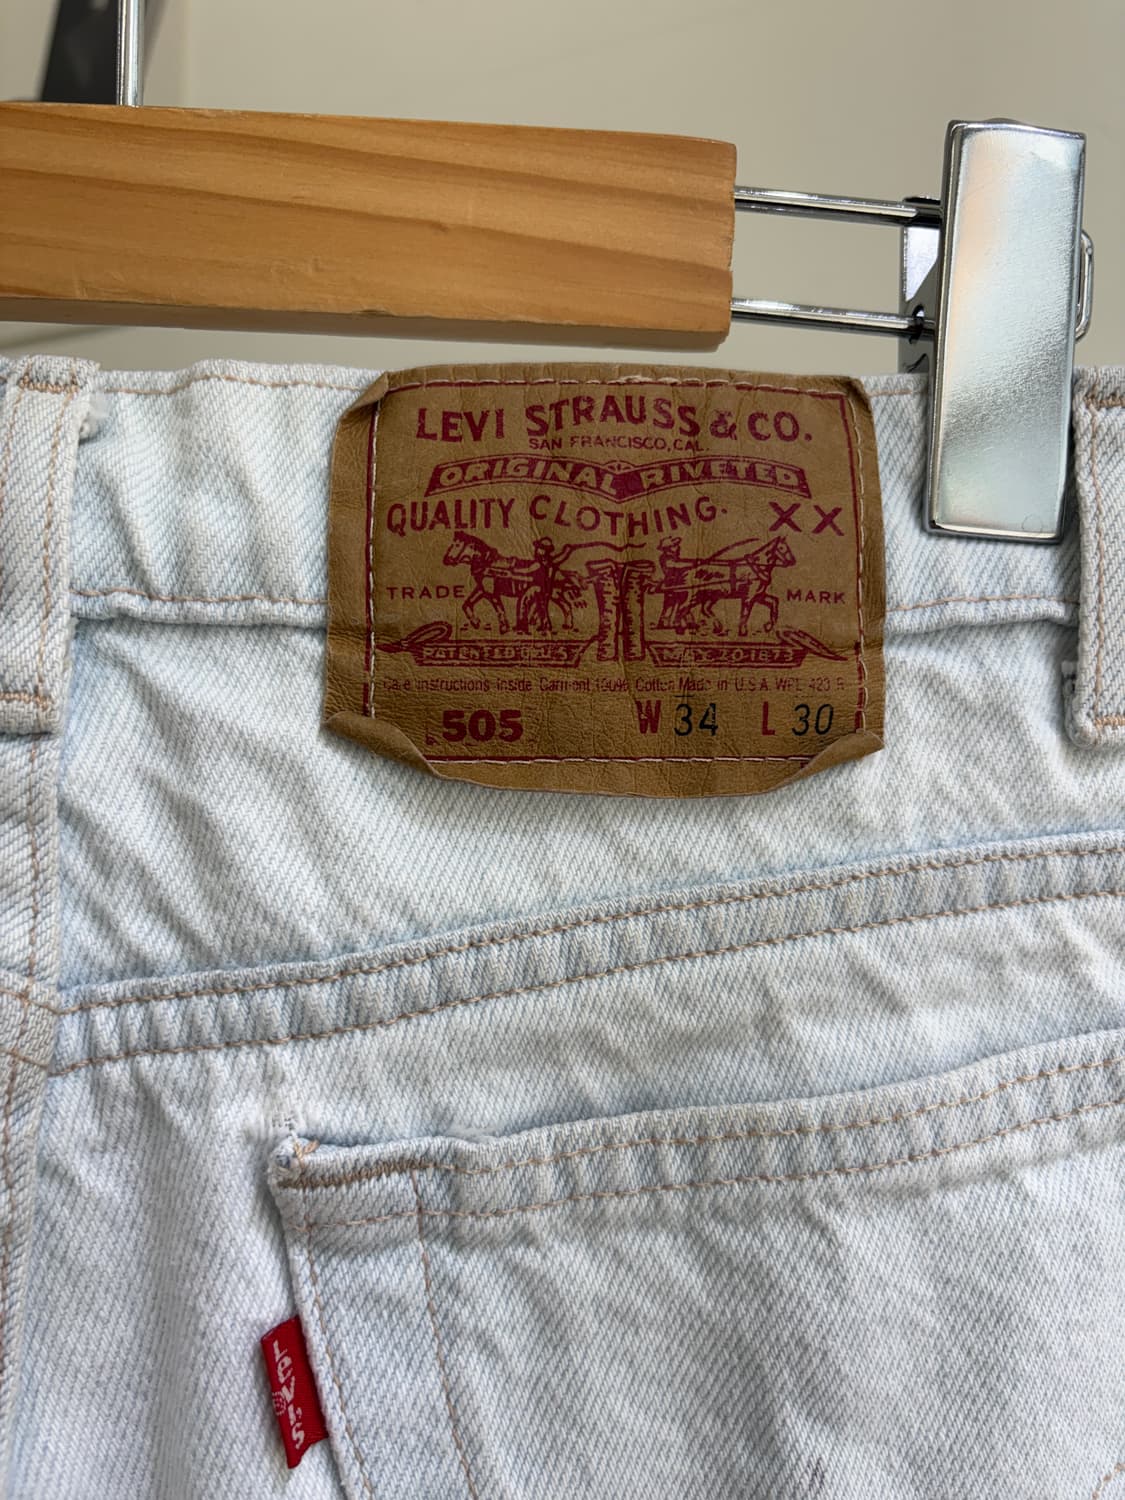 LEVI STRAUSS & CO.
SAN FRANCISCO, CAL.
ORIGINAL RIVETED
QUALITY CLOTHING. XX
TRADE MARK
PATENTED IN U.S. MAY 20 1873
Care Instructions Inside Garment 100% Cotton Made in U.S.A. WPL 423
505 W 34 L 30
LEVI'S